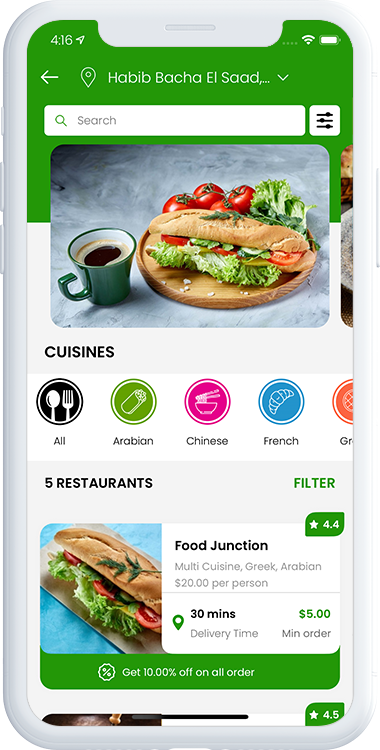 4:16
Habib Bacha El Saad,...
Search
CUISINES
All
Arabian
Chinese
French
Gr
5 RESTAURANTS
FILTER
4.4
Food Junction
Multi Cuisine, Greek, Arabian
$20.00 per person
30 mins
$5.00
Delivery Time
Min order
Get 10.00% off on all order
4.5